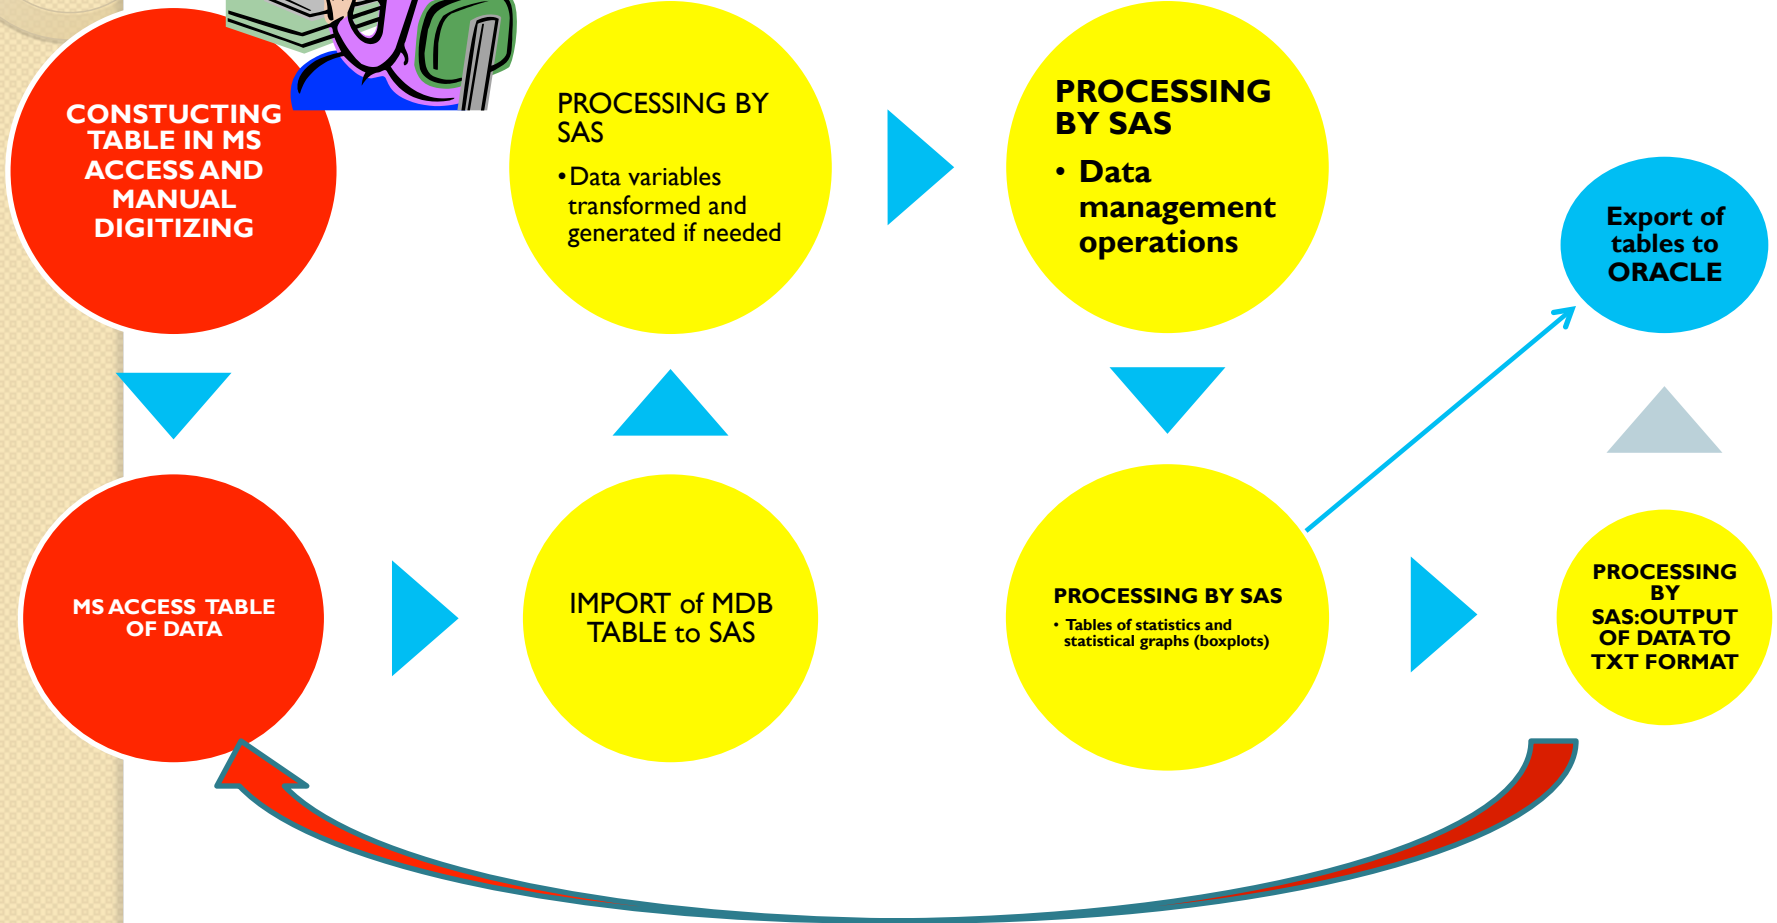 CONSTUCTING
TABLE IN MS
ACCESS AND
MANUAL
DIGITIZING
MS ACCESS TABLE
OF DATA
IMPORT of MDB
TABLE to SAS
PROCESSING BY
SAS
•Data variables
transformed and
generated if needed
PROCESSING
BY SAS
• Data
management
operations
PROCESSING BY SAS
• Tables of statistics and
statistical graphs (boxplots)
PROCESSING
BY
SAS:OUTPUT
OF DATA TO
TXT FORMAT
Export of
tables to
ORACLE